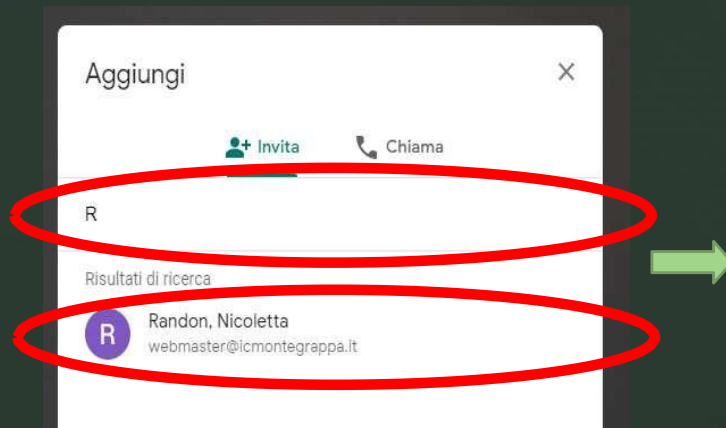 Aggiungi
Invita Chiama
R
Risultati di ricerca
R
Randon, Nicoletta
webmaster@icmontegrappa.it